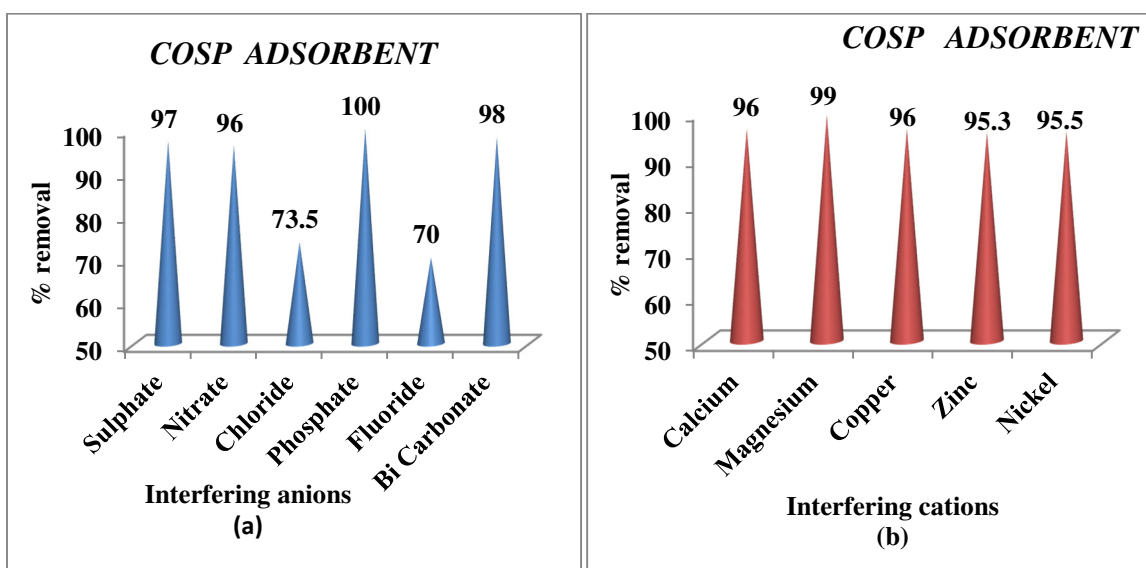 COSP ADSORBENT
97
96
73.5
100
70
98
% removal
100
90
80
70
60
50
Sulphate
Nitrate
Chloride
Phosphate
Fluoride
Bi Carbonate
Interfering anions
(a)
COSP ADSORBENT
96
99
96
95.3
95.5
% removal
100
90
80
70
60
50
Calcium
Magnesium
Copper
Zinc
Nickel
Interfering cations
(b)